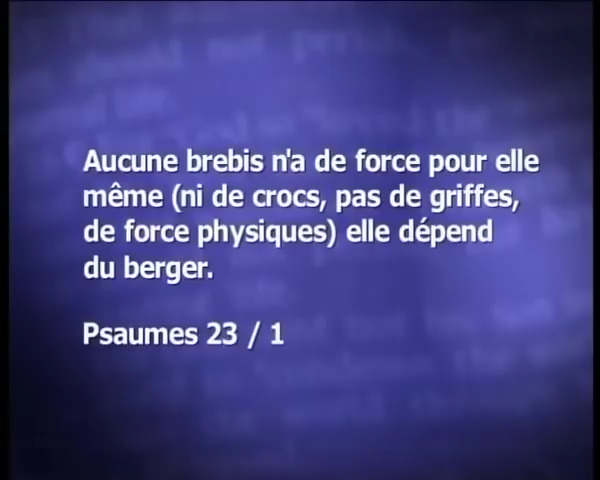 Aucune brebis n'a de force pour elle
même (ni de crocs, pas de griffes,
de force physiques) elle dépend
du berger.
Psaumes 23 / 1